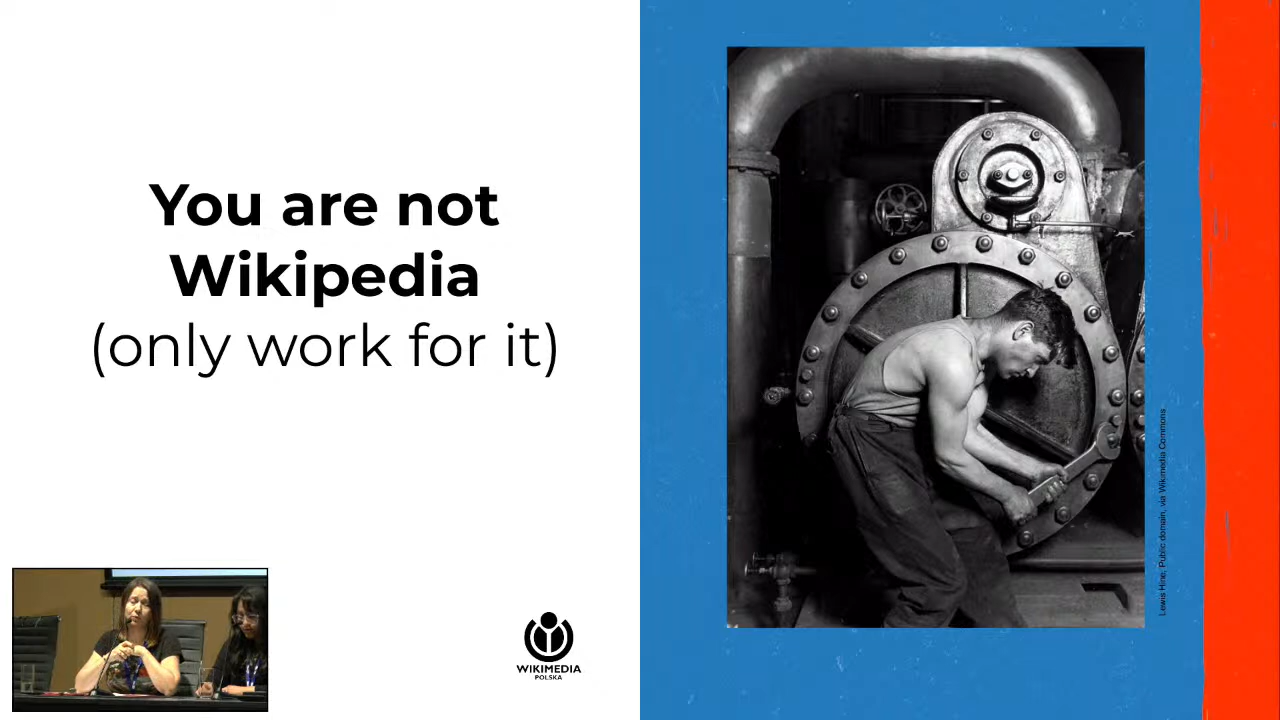 You are not
Wikipedia
(only work for it)
WIKIMEDIA
POLSKA
Lewis Hine, Public domain, via Wikimedia Commons